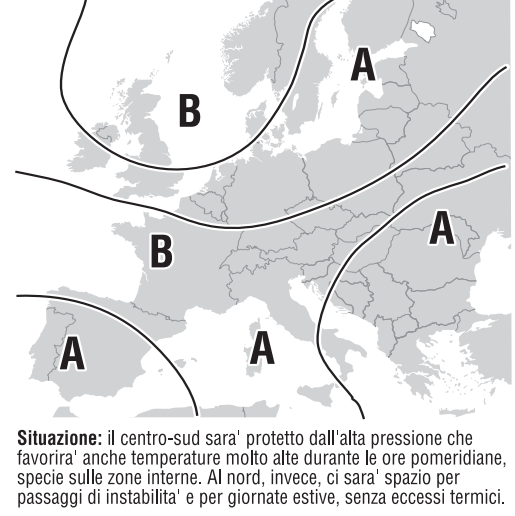 A
B
A
B
A
A
Situazione: il centro-sud sara' protetto dall'alta pressione che
favorira' anche temperature molto alte durante le ore pomeridiane,
specie sulle zone interne. Al nord, invece, ci sara' spazio per
passaggi di instabilita' e per giornate estive, senza eccessi termici.